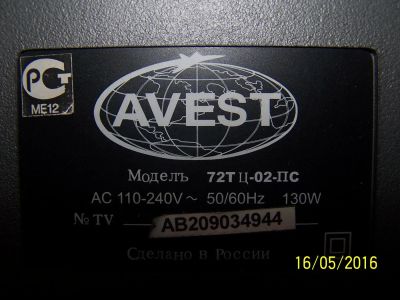 РСТ
МЕ12
AVEST
Моделъ 72ТЦ-02-ПС
AC 110-240V ~ 50/60Hz 130W
№ TV AB209034944
Сделано в России
16/05/2016